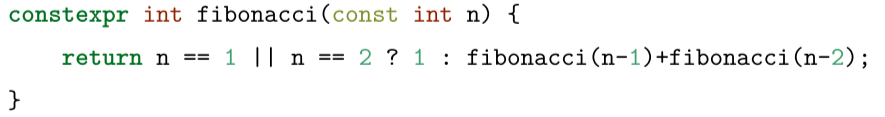 constexpr int fibonacci(const int n) {
    return n == 1 || n == 2 ? 1 : fibonacci(n-1)+fibonacci(n-2);
}